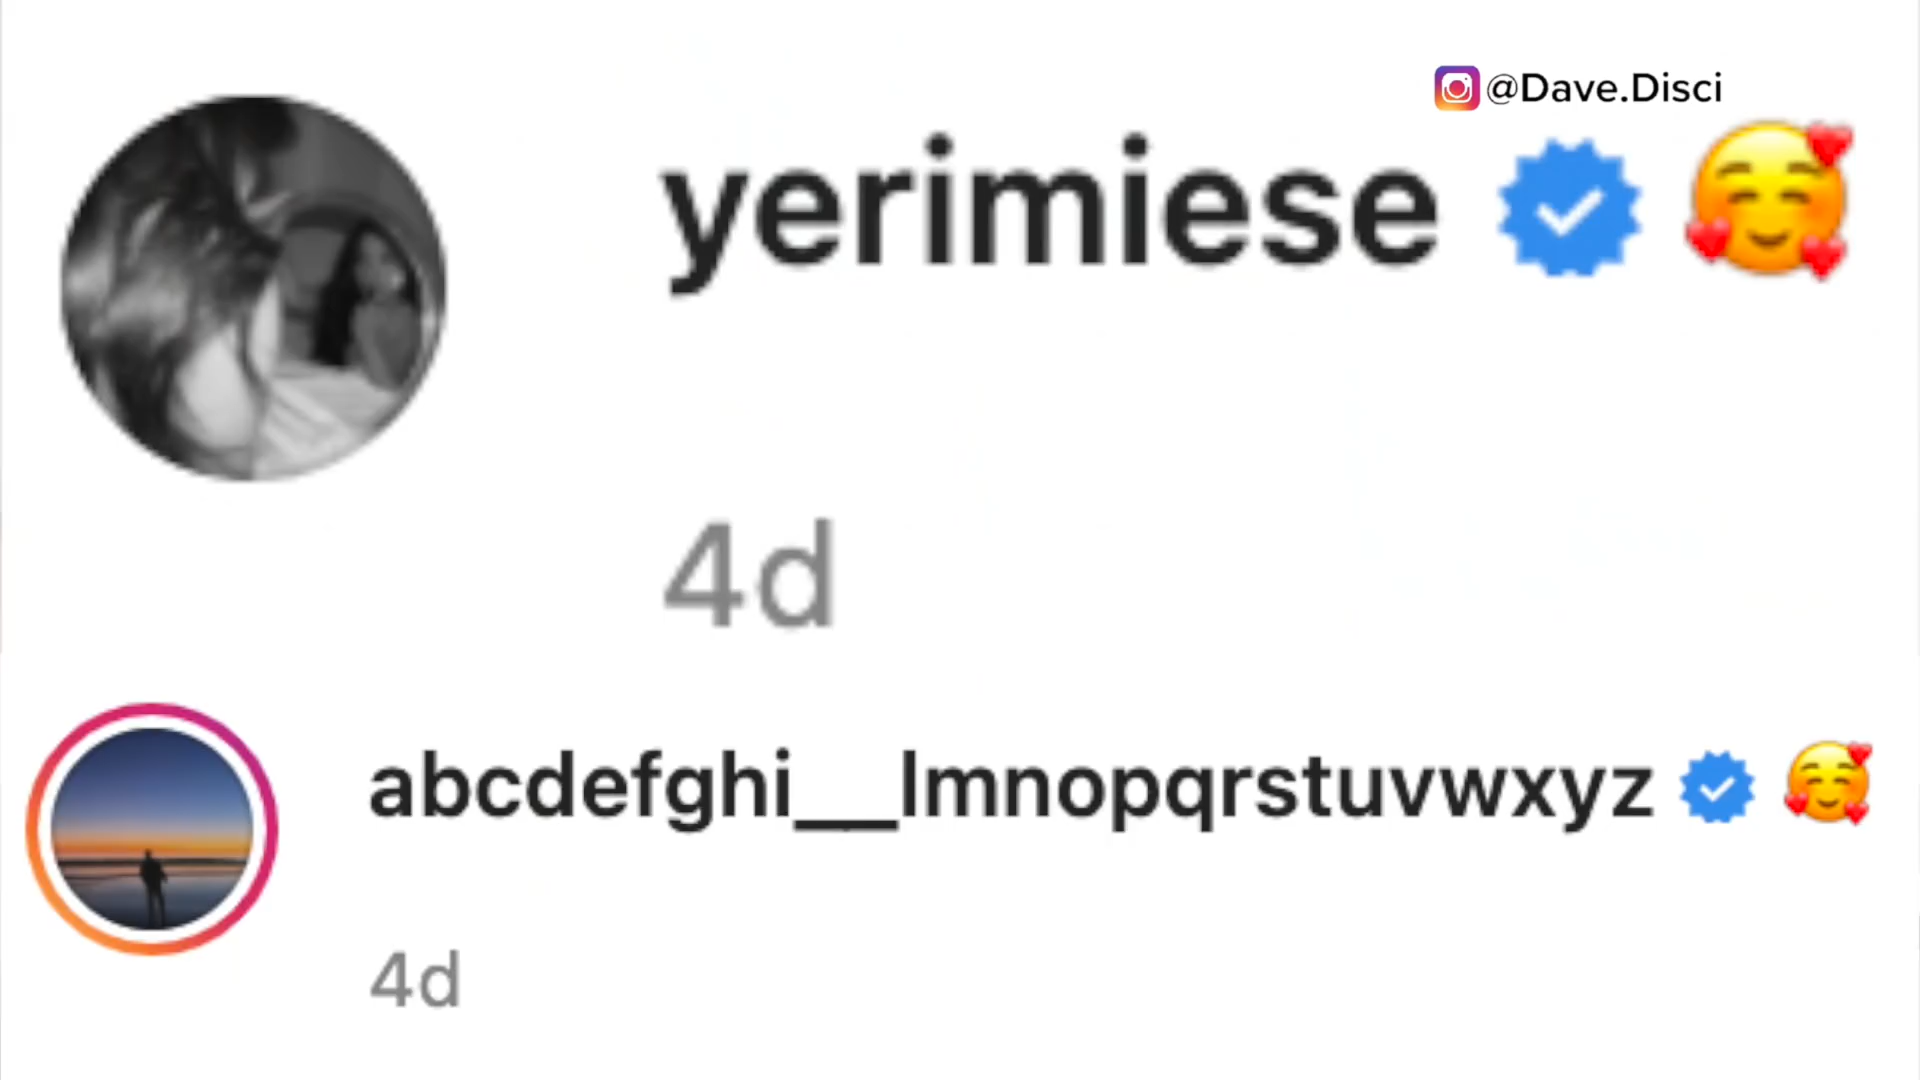 @Dave.Disci
yerimiese 🥰
4d
abcdefghi__lmnopqrstuvwxyz 🥰
4d